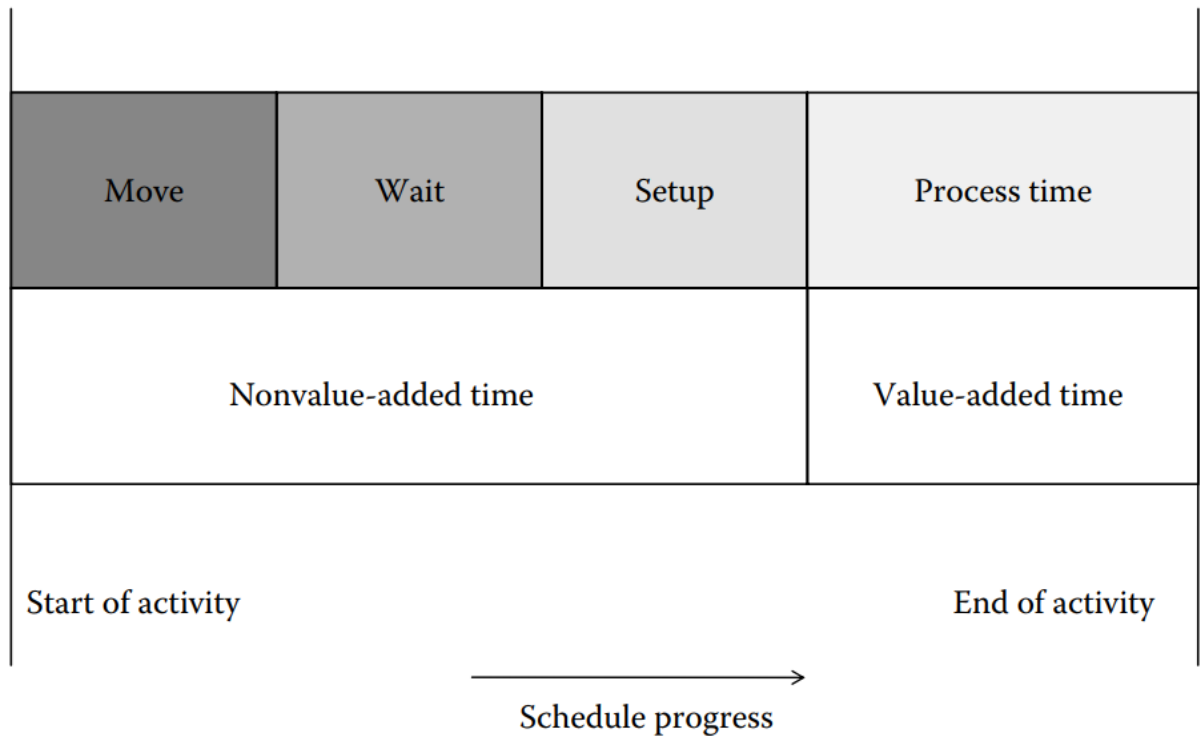 Move
Wait
Setup
Process time
Nonvalue-added time
Value-added time
Start of activity
End of activity
Schedule progress